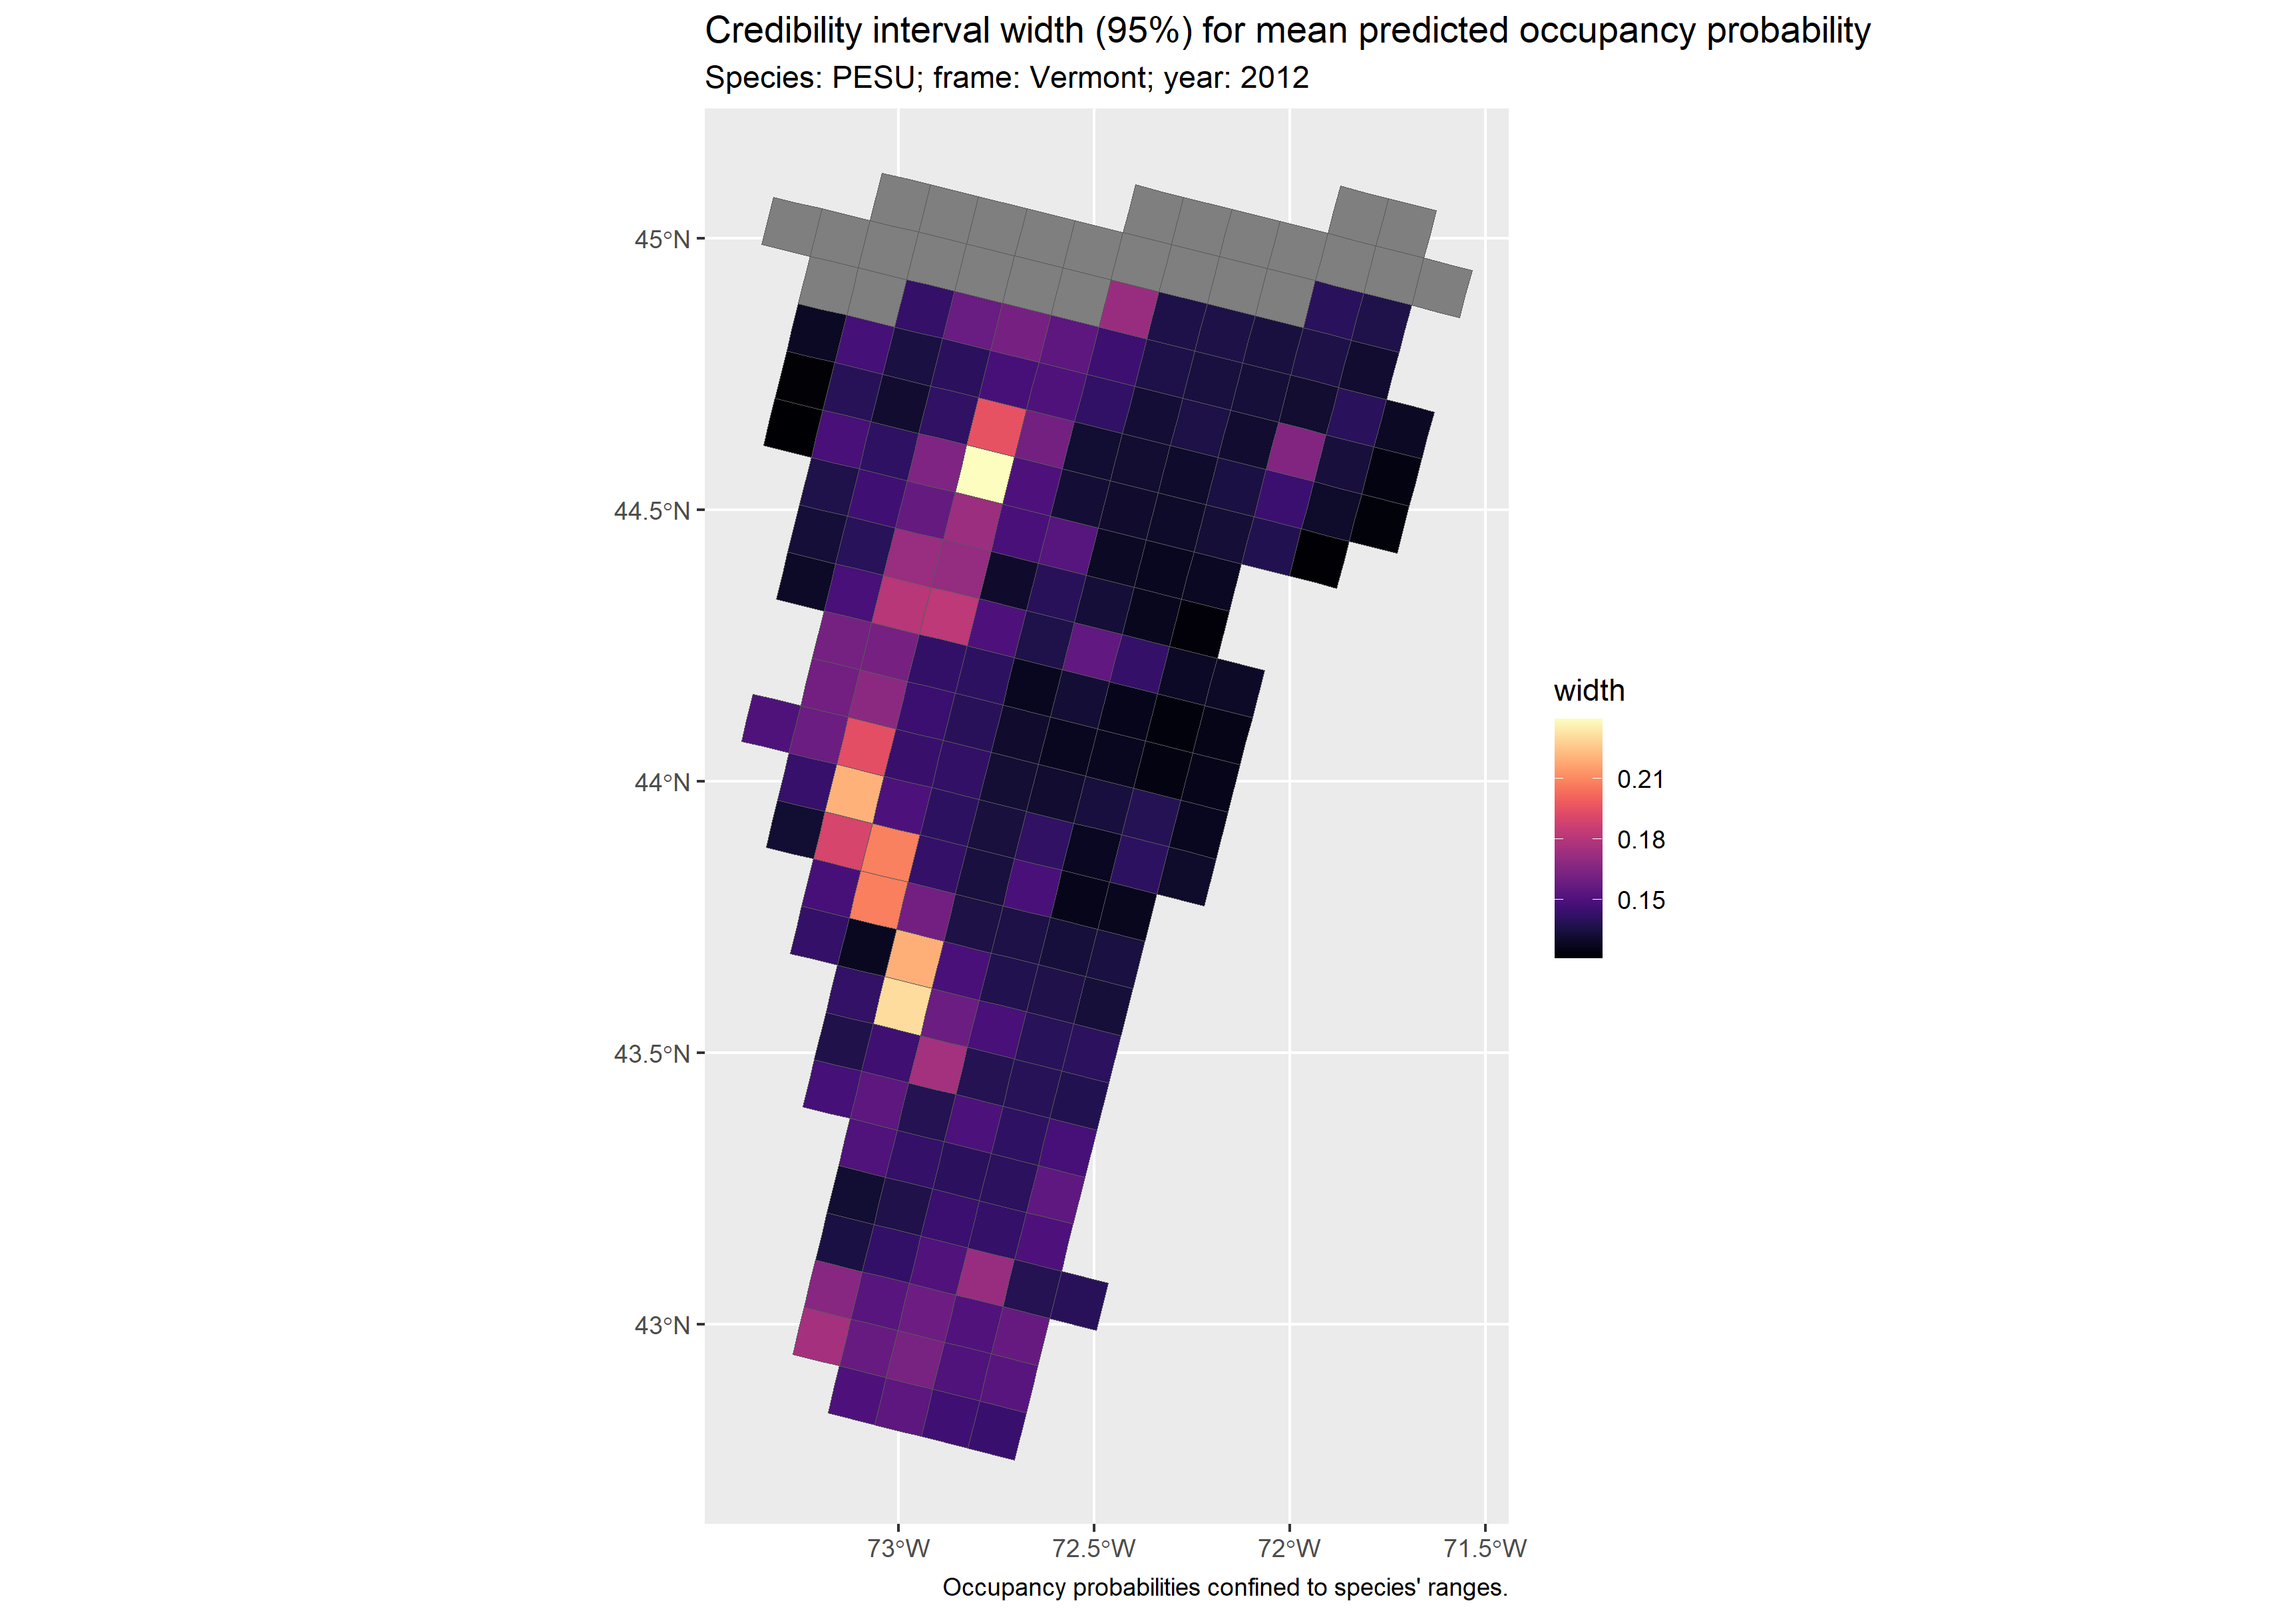 Credibility interval width (95%) for mean predicted occupancy probability
Species: PESU; frame: Vermont; year: 2012
45°N
44.5°N
44°N
43.5°N
43°N
width
0.21
0.18
0.15
73°W
72.5°W
72°W
71.5°W
Occupancy probabilities confined to species' ranges.